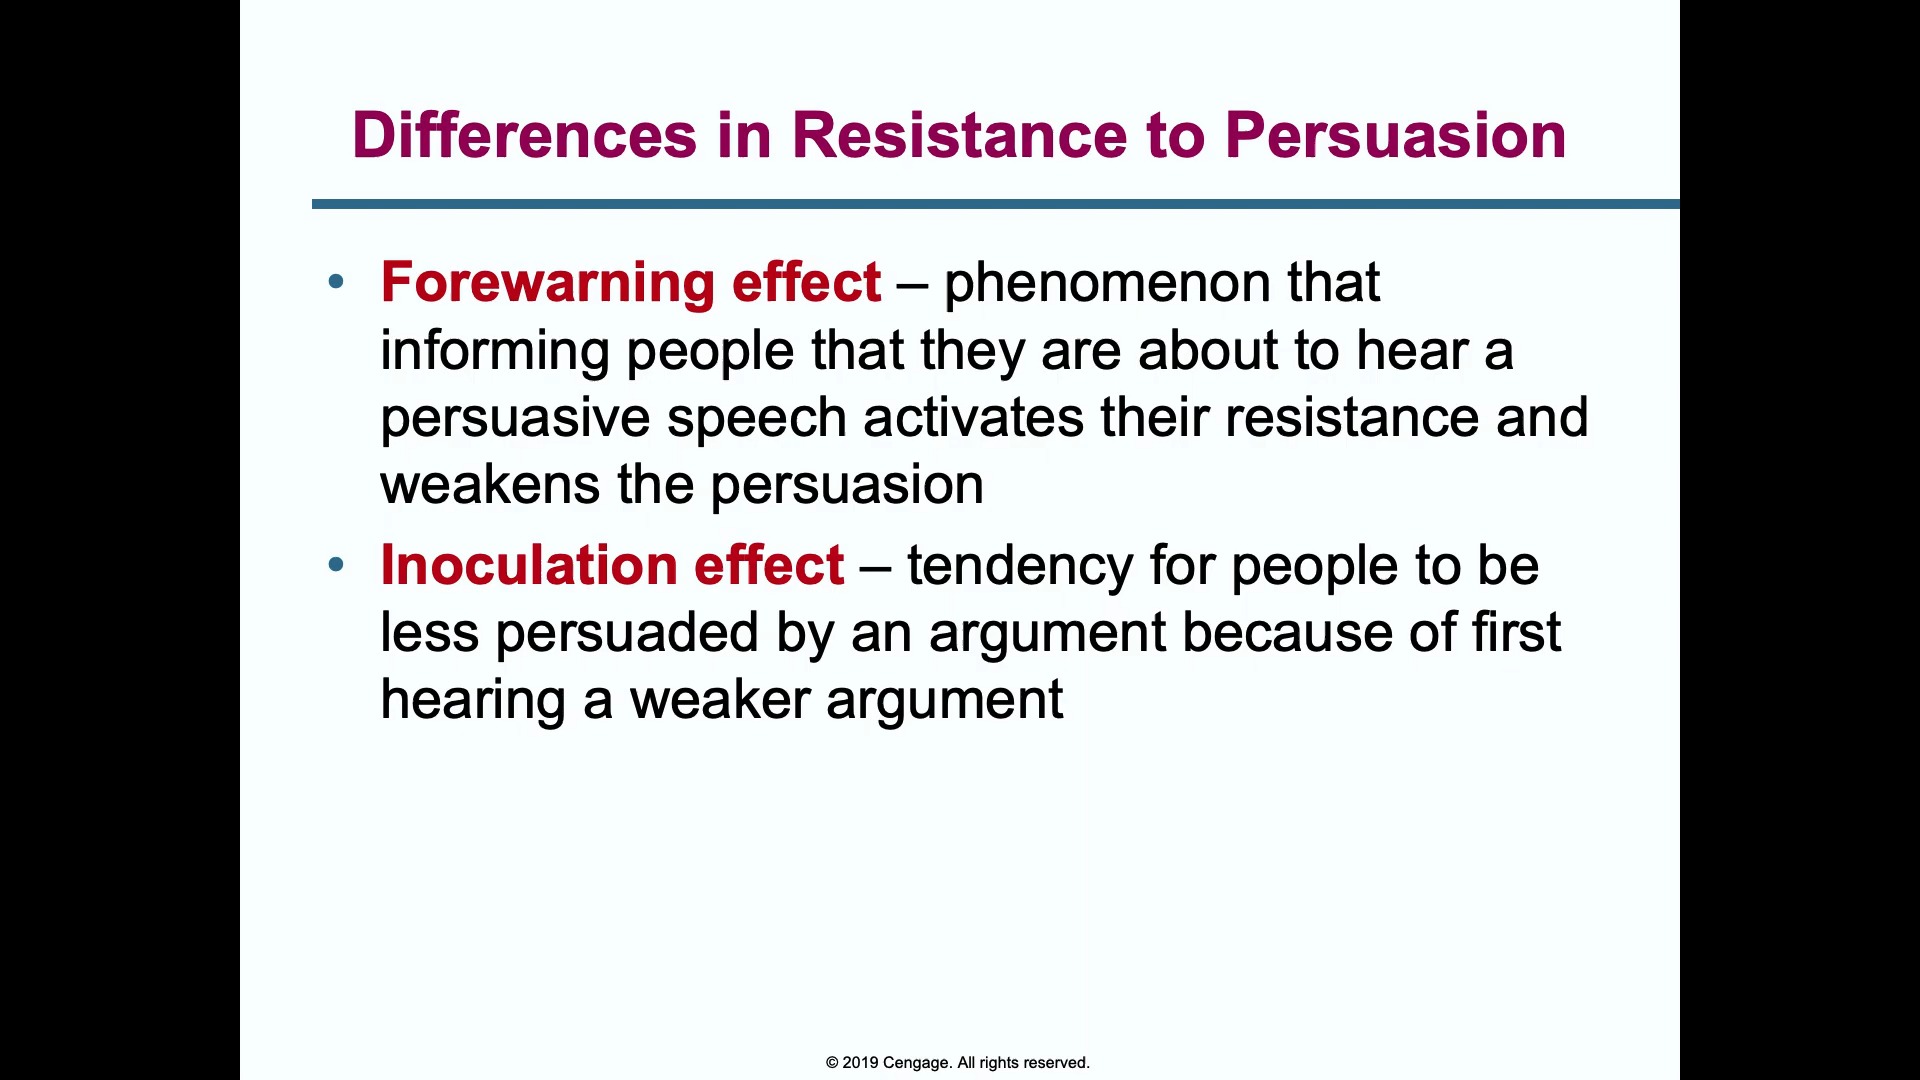 Differences in Resistance to Persuasion
• Forewarning effect – phenomenon that
informing people that they are about to hear a
persuasive speech activates their resistance and
weakens the persuasion
• Inoculation effect – tendency for people to be
less persuaded by an argument because of first
hearing a weaker argument
© 2019 Cengage. All rights reserved.